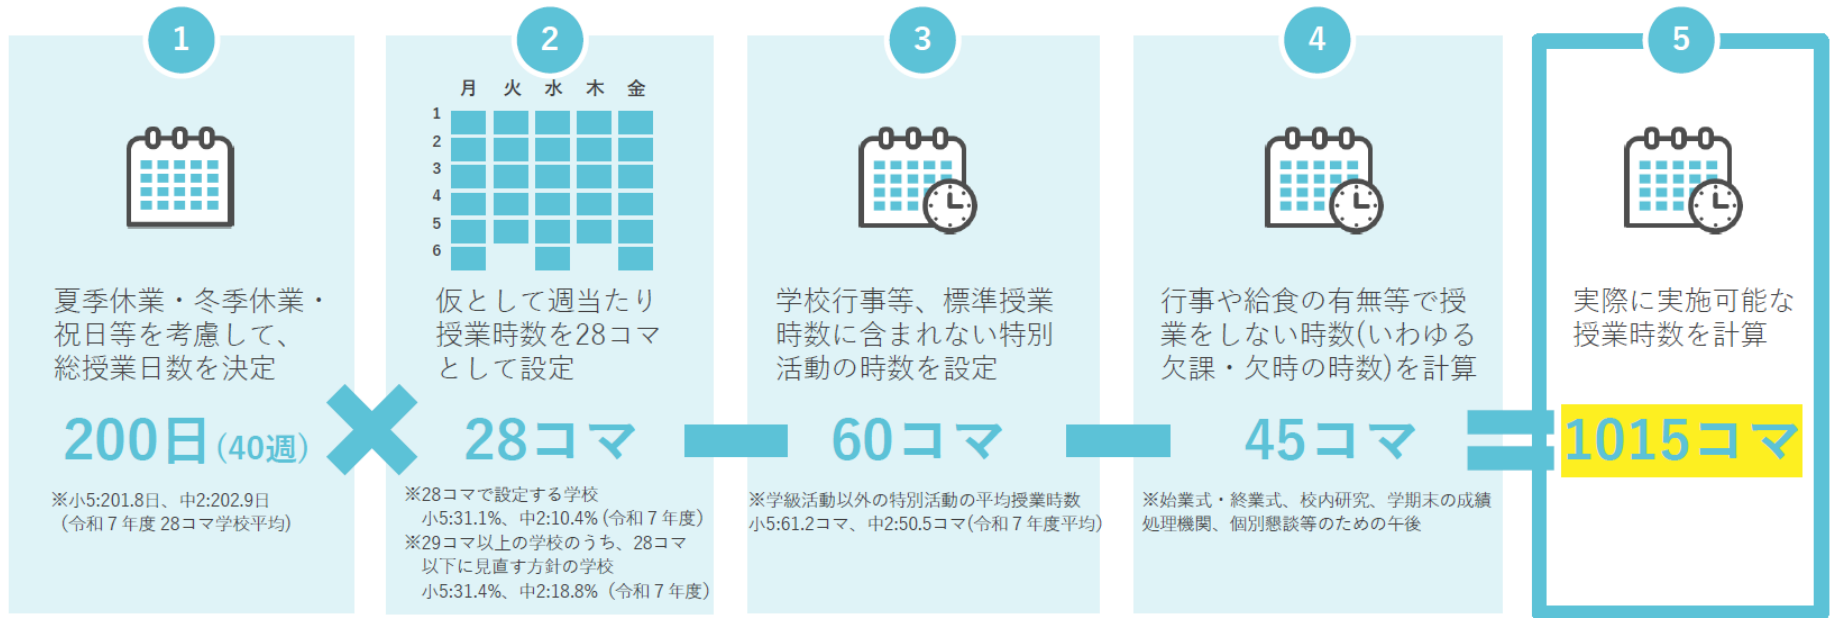 1
夏季休業・冬季休業・
祝日等を考慮して、
総授業日数を決定
200日(40週)
※小5:201.8日、中2:202.9日
(令和7年度 28コマ学校平均)
2
月 火 水 木 金
1
2
3
4
5
6
仮として週当たり
授業時数を28コマ
として設定
28コマ
※28コマで設定する学校
小5:31.1%、中2:10.4% (令和7年度)
※29コマ以上の学校のうち、28コマ
以下に見直す方針の学校
小5:31.4%、中2:18.8% (令和7年度)
3
学校行事等、標準授業
時数に含まれない特別
活動の時数を設定
60コマ
※学級活動以外の特別活動の平均授業時数
小5:61.2コマ、中2:50.5コマ(令和7年度平均)
4
行事や給食の有無等で授
業をしない時数(いわゆる
欠課・欠時の時数)を計算
45コマ
※始業式・終業式、校内研究、学期末の成績
処理機関、個別懇談等のための午後
5
実際に実施可能な
授業時数を計算
1015コマ